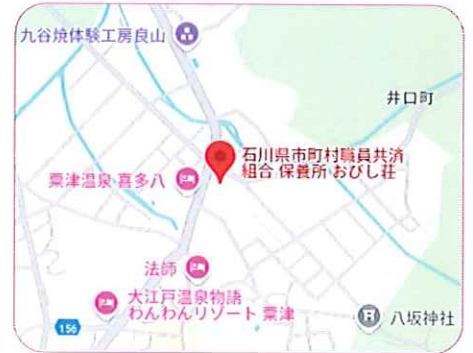 九谷焼体験工房良山
井口町
石川県市町村職員共済
組合 保養所 おびし荘
粟津温泉 喜多八
法師
大江戸温泉物語
わんわんリゾート 粟津
156
八坂神社